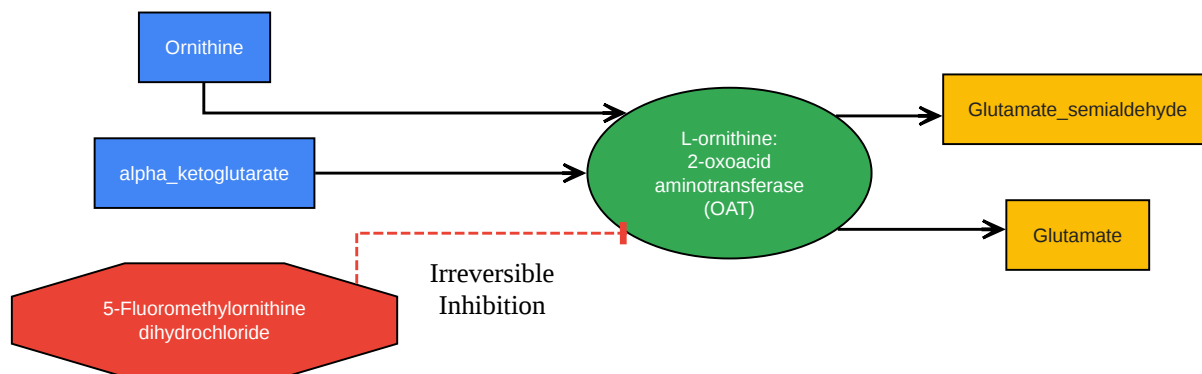 Ornithine
alpha_ketoglutarate
L-ornithine:
2-oxoacid
aminotransferase
(OAT)
Glutamate_semialdehyde
Glutamate
Irreversible
Inhibition
5-Fluoromethylornithine
dihydrochloride